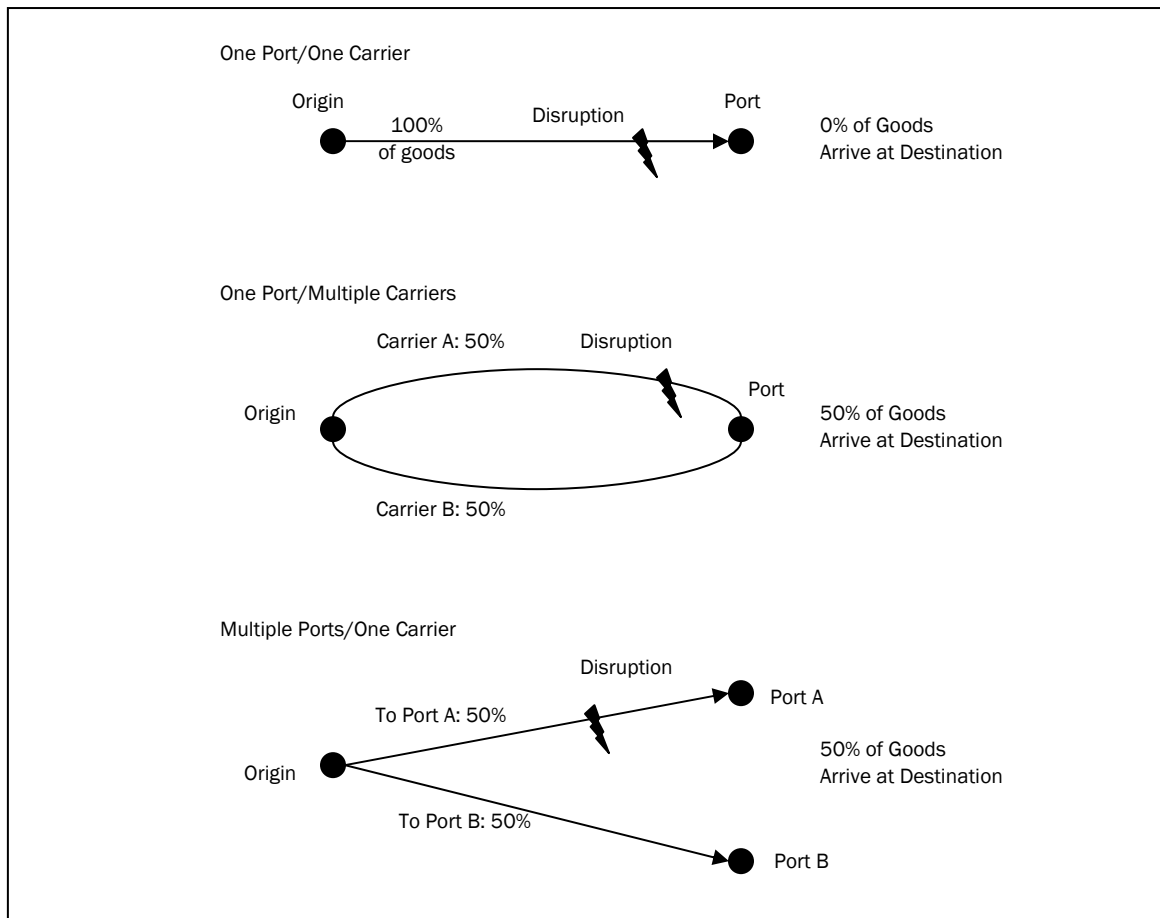 One Port/One Carrier
Origin
Disruption
Port
100%
of goods
0% of Goods
Arrive at Destination
One Port/Multiple Carriers
Carrier A: 50%
Disruption
Port
Origin
50% of Goods
Arrive at Destination
Carrier B: 50%
Multiple Ports/One Carrier
Disruption
Port A
To Port A: 50%
50% of Goods
Arrive at Destination
Origin
To Port B: 50%
Port B